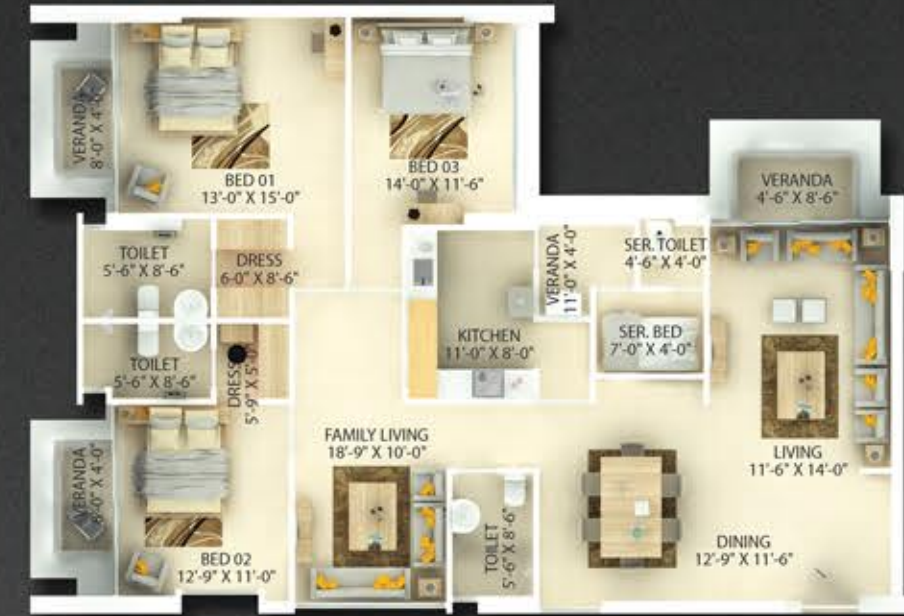 VERANDA
8'-0" X 4'-0"
BED 01
13'-0" X 15'-0"
BED 03
14'-0" X 11'-6"
VERANDA
4'-6" X 8'-6"
TOILET
5'-6" X 8'-6"
DRESS
6-0" X 8'-6"
VERANDA
11'-0" X 4'-0"
SER. TOILET
4'-6" X 4'-0"
KITCHEN
11'-0" X 8'-0"
SER. BED
7'-0" X 4'-0"
TOILET
5'-6" X 8'-6"
DRESS
5'-9" X 5'-0"
FAMILY LIVING
18'-9" X 10'-0"
LIVING
11'-6" X 14'-0"
VERANDA
X 4'-0"
BED 02
12'-9" X 11'-0"
TOILET
5'-6" X 8'-6"
DINING
12'-9" X 11'-6"